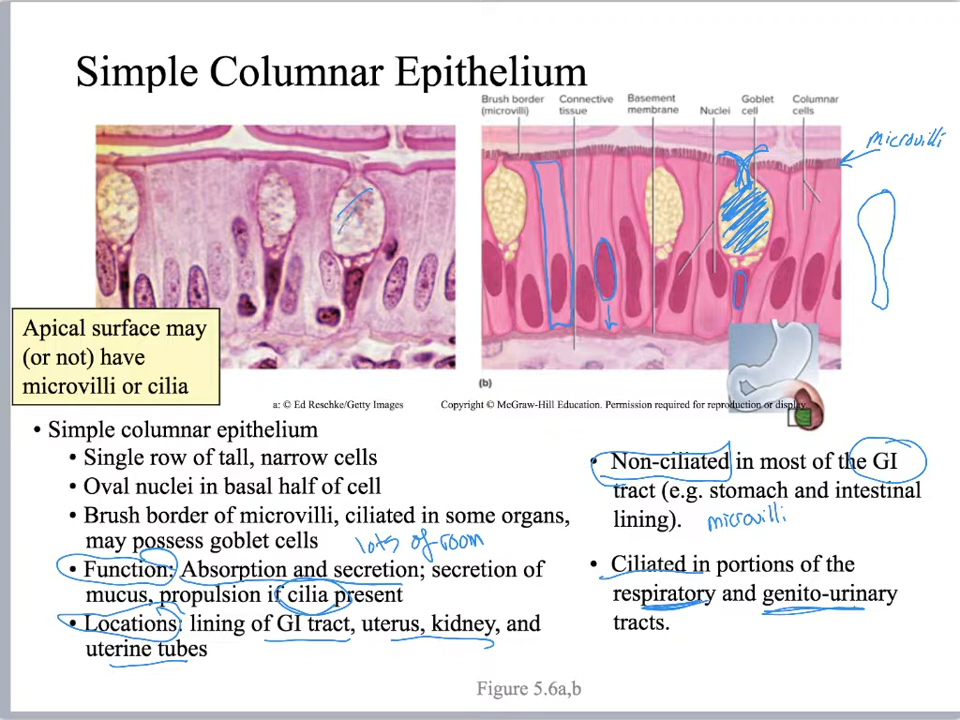 Simple Columnar Epithelium
Brush border
(microvilli)
Connective
tissue
Basement
membrane
Nuclei
Goblet
cell
Columnar
cells
microvilli
Apical surface may
(or not) have
microvilli or cilia
(b)
a: © Ed Reschke/Getty Images
Copyright © McGraw-Hill Education. Permission required for reproduction or display
• Simple columnar epithelium
• Single row of tall, narrow cells
• Oval nuclei in basal half of cell
• Brush border of microvilli, ciliated in some organs,
may possess goblet cells
lots of room
• Function: Absorption and secretion; secretion of
mucus, propulsion if cilia present
• Locations: lining of GI tract, uterus, kidney, and
uterine tubes
• Non-ciliated in most of the GI
tract (e.g. stomach and intestinal
lining).
microvilli
• Ciliated in portions of the
respiratory and genito-urinary
tracts.
Figure 5.6a,b